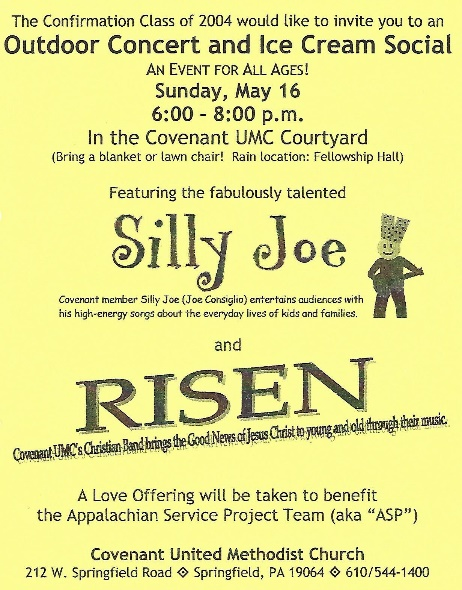 The Confirmation Class of 2004 would like to invite you to an
Outdoor Concert and Ice Cream Social
AN EVENT FOR ALL AGES!
Sunday, May 16
6:00 - 8:00 p.m.
In the Covenant UMC Courtyard
(Bring a blanket or lawn chair! Rain location: Fellowship Hall)
Featuring the fabulously talented
Silly Joe
Covenant member Silly Joe (Joe Consiglio) entertains audiences with
his high-energy songs about the everyday lives of kids and families.
and
RISEN
Covenant UMC's Christian Band brings the Good News of Jesus Christ to young and old through their music.
A Love Offering will be taken to benefit
the Appalachian Service Project Team (aka “ASP”)
Covenant United Methodist Church
212 W. Springfield Road ❖ Springfield, PA 19064 ❖ 610/544-1400